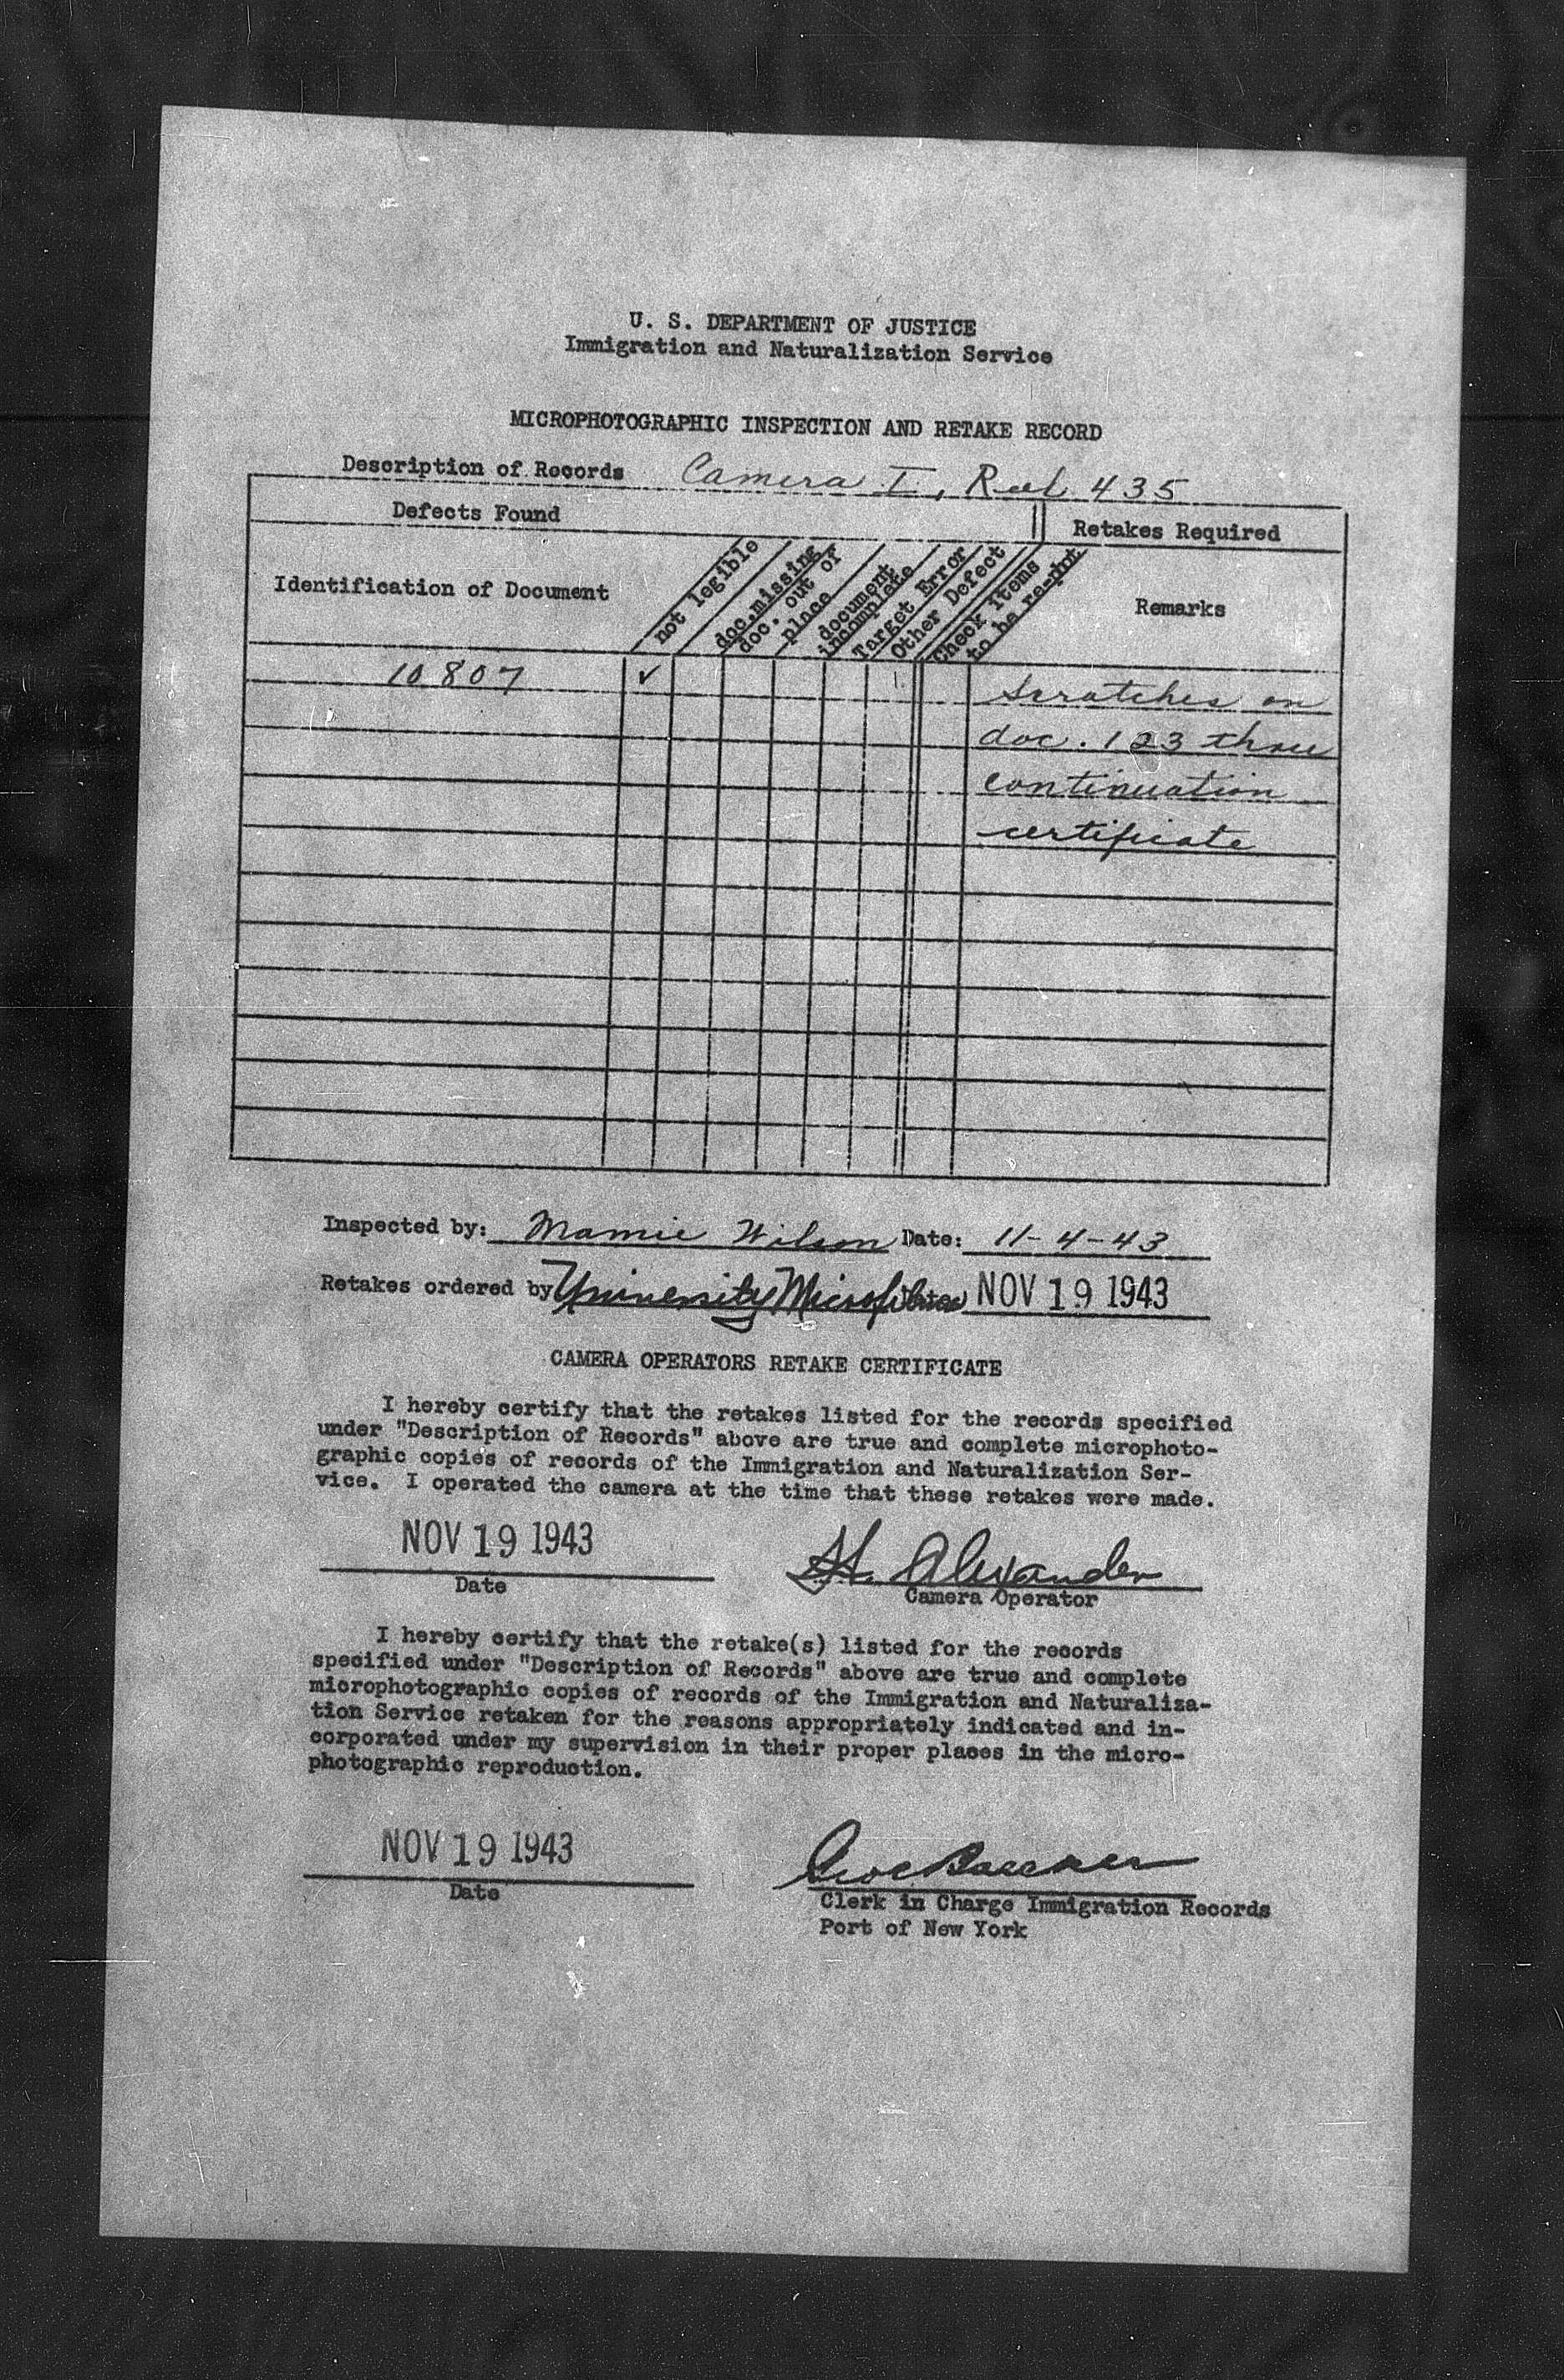 U. S. DEPARTMENT OF JUSTICE
Immigration and Naturalization Service
MICROPHOTOGRAPHIC INSPECTION AND RETAKE RECORD
Description of Records Camera I, Reel 435
Defects Found
Retakes Required
Identification of Document
not legible
doc. missing
doc. out of
place
document
incomplete
Target Error
Other Defect
Check items
to be re-pht
Remarks
10807 ✓ Scratches on
doc. 123 thru
continuation
certificate
Inspected by: Mamie Wilson Date: 11-4-43
Retakes ordered by University Microfilms NOV 19 1943
CAMERA OPERATORS RETAKE CERTIFICATE
I hereby certify that the retakes listed for the records specified
under "Description of Records" above are true and complete microphoto-
graphic copies of records of the Immigration and Naturalization Ser-
vice. I operated the camera at the time that these retakes were made.
NOV 19 1943 H. Alexander
Date
Camera Operator
I hereby certify that the retake(s) listed for the records
specified under "Description of Records" above are true and complete
microphotographic copies of records of the Immigration and Naturaliza-
tion Service retaken for the reasons appropriately indicated and in-
corporated under my supervision in their proper places in the micro-
photographic reproduction.
NOV 19 1943
Date
Clerk in Charge Immigration Records
Port of New York